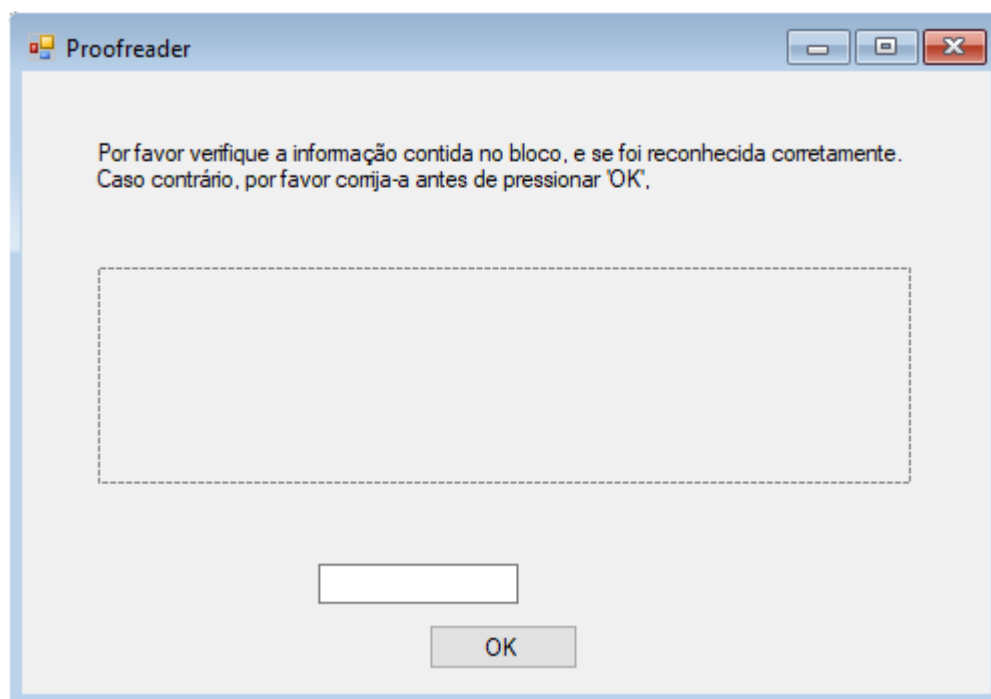 Proofreader
Por favor verifique a informação contida no bloco, e se foi reconhecida corretamente.
Caso contrário, por favor corrija-a antes de pressionar 'OK',
OK